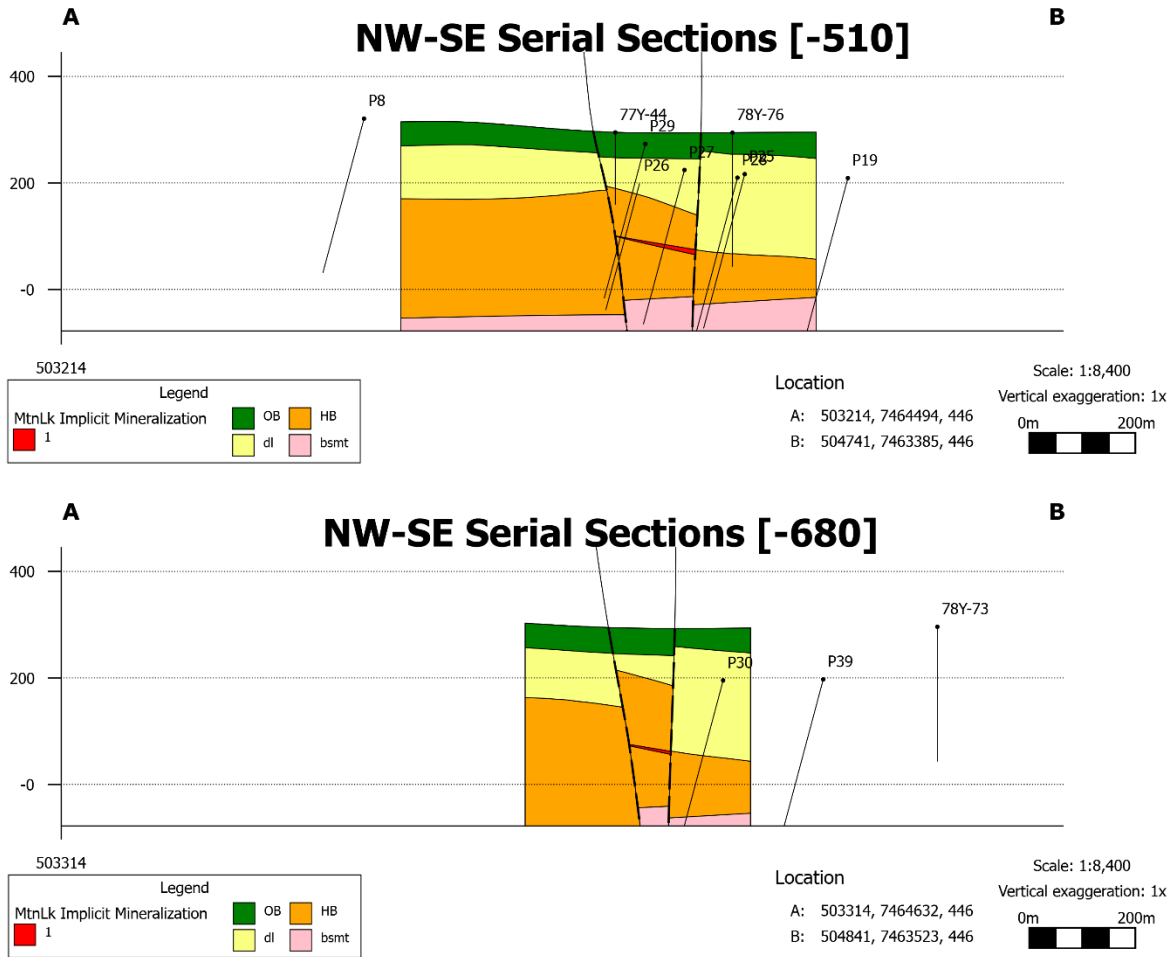 A B
NW-SE Serial Sections [-510]
400
P8
77Y-44
P29
78Y-76
P26
P27
P25
P28
P19
200
-0
503214
Legend
MtnLk Implicit Mineralization
1
OB HB
dl bsmt
Location
A: 503214, 7464494, 446
B: 504741, 7463385, 446
Scale: 1:8,400
Vertical exaggeration: 1x
0m 200m
A B
NW-SE Serial Sections [-680]
400
78Y-73
P30
P39
200
-0
503314
Legend
MtnLk Implicit Mineralization
1
OB HB
dl bsmt
Location
A: 503314, 7464632, 446
B: 504841, 7463523, 446
Scale: 1:8,400
Vertical exaggeration: 1x
0m 200m